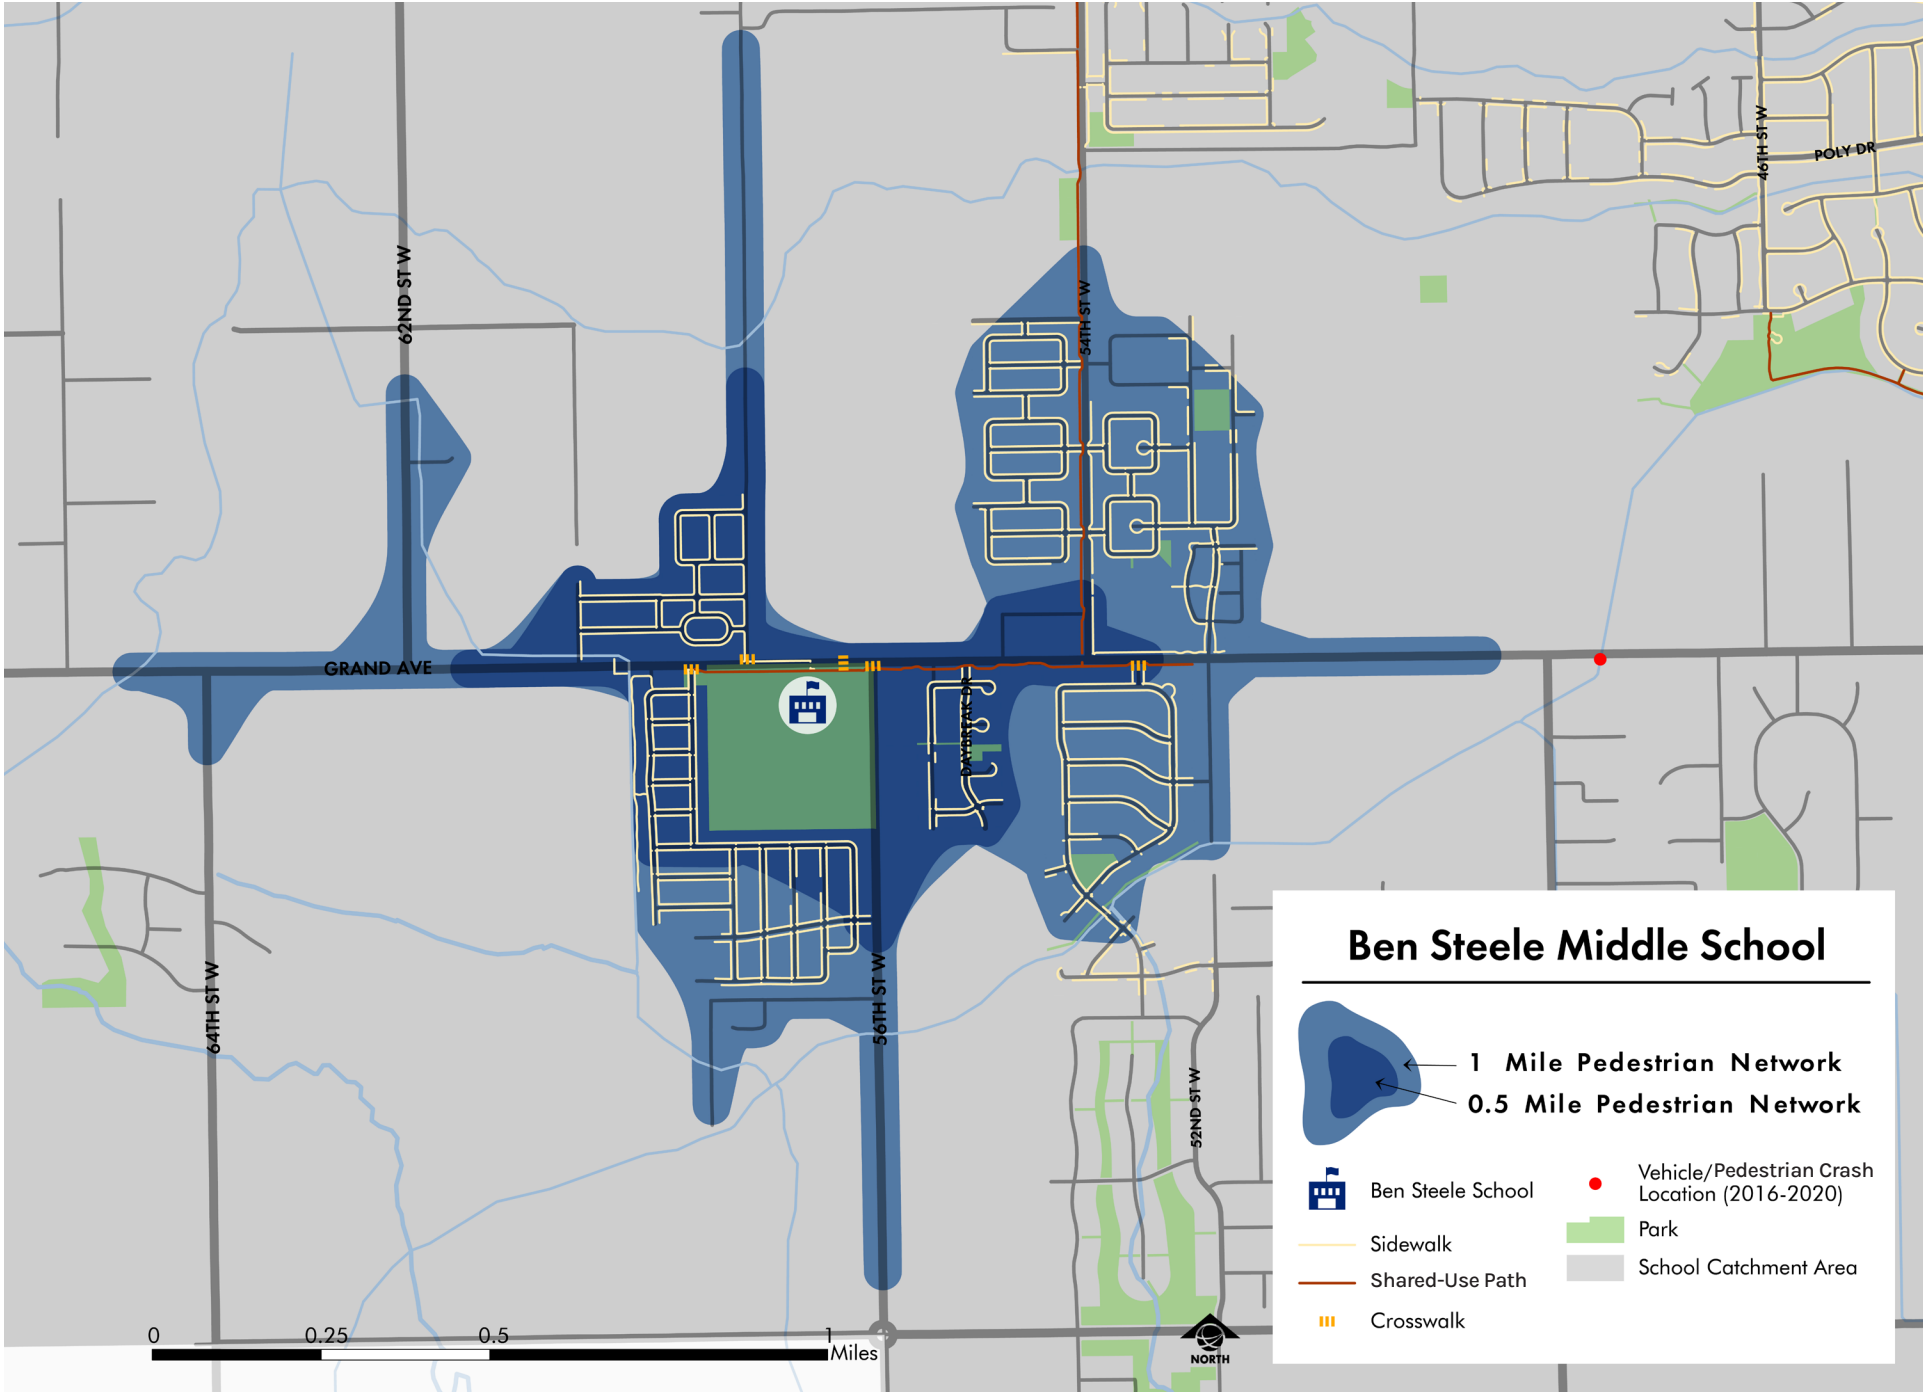 62ND ST W
54TH ST W
46TH ST W
POLY DR
GRAND AVE
DAYBREAK DR
64TH ST W
56TH ST W
52ND ST W
Ben Steele Middle School
1 Mile Pedestrian Network
0.5 Mile Pedestrian Network
Ben Steele School
Sidewalk
Shared-Use Path
Crosswalk
Vehicle/Pedestrian Crash
Location (2016-2020)
Park
School Catchment Area
0 0.25 0.5 1
Miles
NORTH